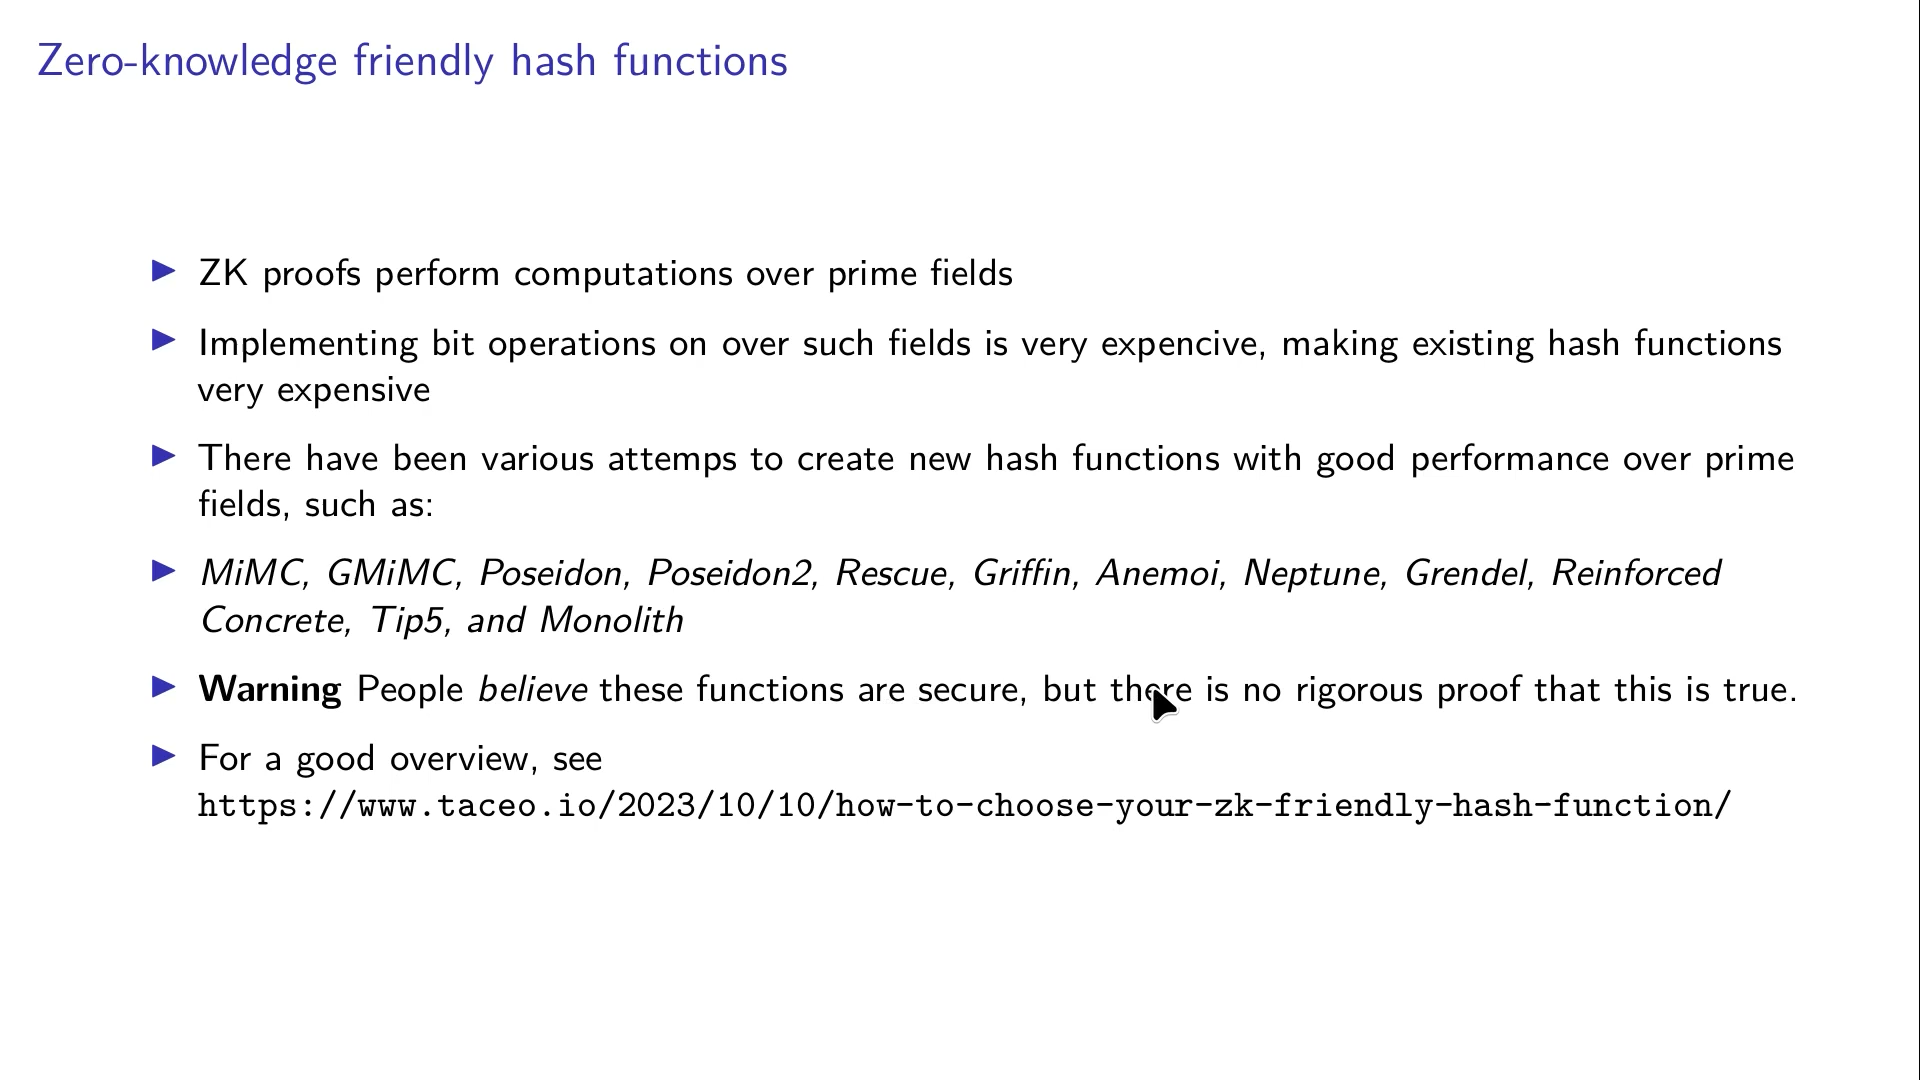 Zero-knowledge friendly hash functions
ZK proofs perform computations over prime fields
Implementing bit operations on over such fields is very expencive, making existing hash functions
very expensive
There have been various attemps to create new hash functions with good performance over prime
fields, such as:
MiMC, GMiMC, Poseidon, Poseidon2, Rescue, Griffin, Anemoi, Neptune, Grendel, Reinforced
Concrete, Tip5, and Monolith
Warning People believe these functions are secure, but there is no rigorous proof that this is true.
For a good overview, see
https://www.taceo.io/2023/10/10/how-to-choose-your-zk-friendly-hash-function/